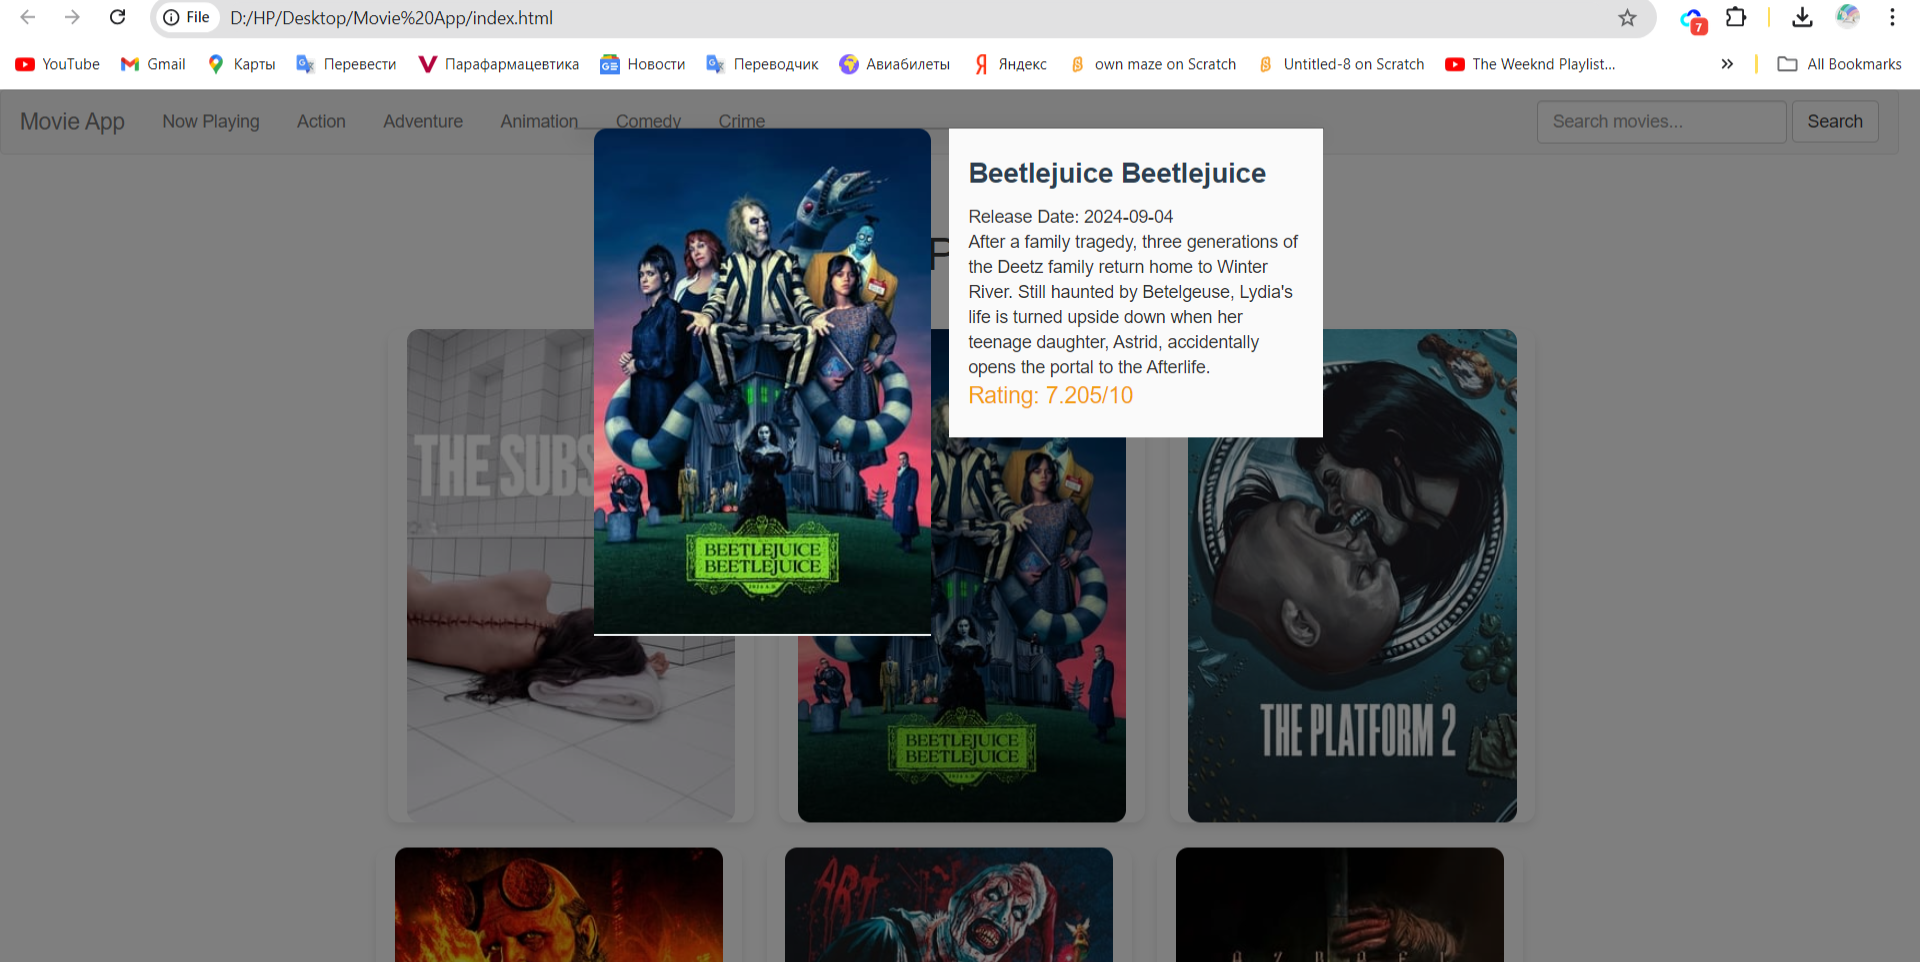 File D:/HP/Desktop/Movie%20App/index.html
7
YouTube Gmail Карты Перевести Парафармацевтика Новости Переводчик Авиабилеты Яндекс own maze on Scratch Untitled-8 on Scratch The Weeknd Playlist... » All Bookmarks
Movie App Now Playing Action Adventure Animation Comedy Crime Search movies... Search
Beetlejuice Beetlejuice
Release Date: 2024-09-04
After a family tragedy, three generations of
the Deetz family return home to Winter
River. Still haunted by Betelgeuse, Lydia's
life is turned upside down when her
teenage daughter, Astrid, accidentally
opens the portal to the Afterlife.
Rating: 7.205/10
P
THE SUBS
BEETLEJUICE
BEETLEJUICE
BEETLEJUICE
BEETLEJUICE
THE PLATFORM 2
ART
AZRAEL